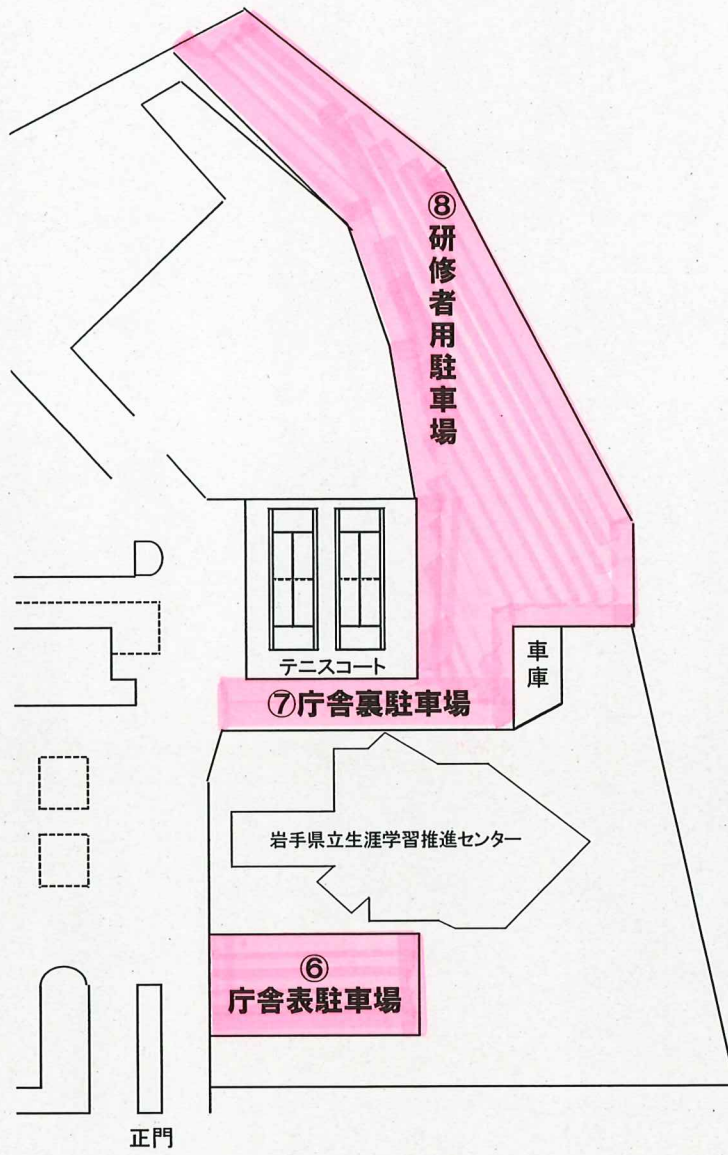 ⑧研修者用駐車場
テニスコート
車庫
⑦庁舎裏駐車場
岩手県立生涯学習推進センター
⑥
庁舎表駐車場
正門